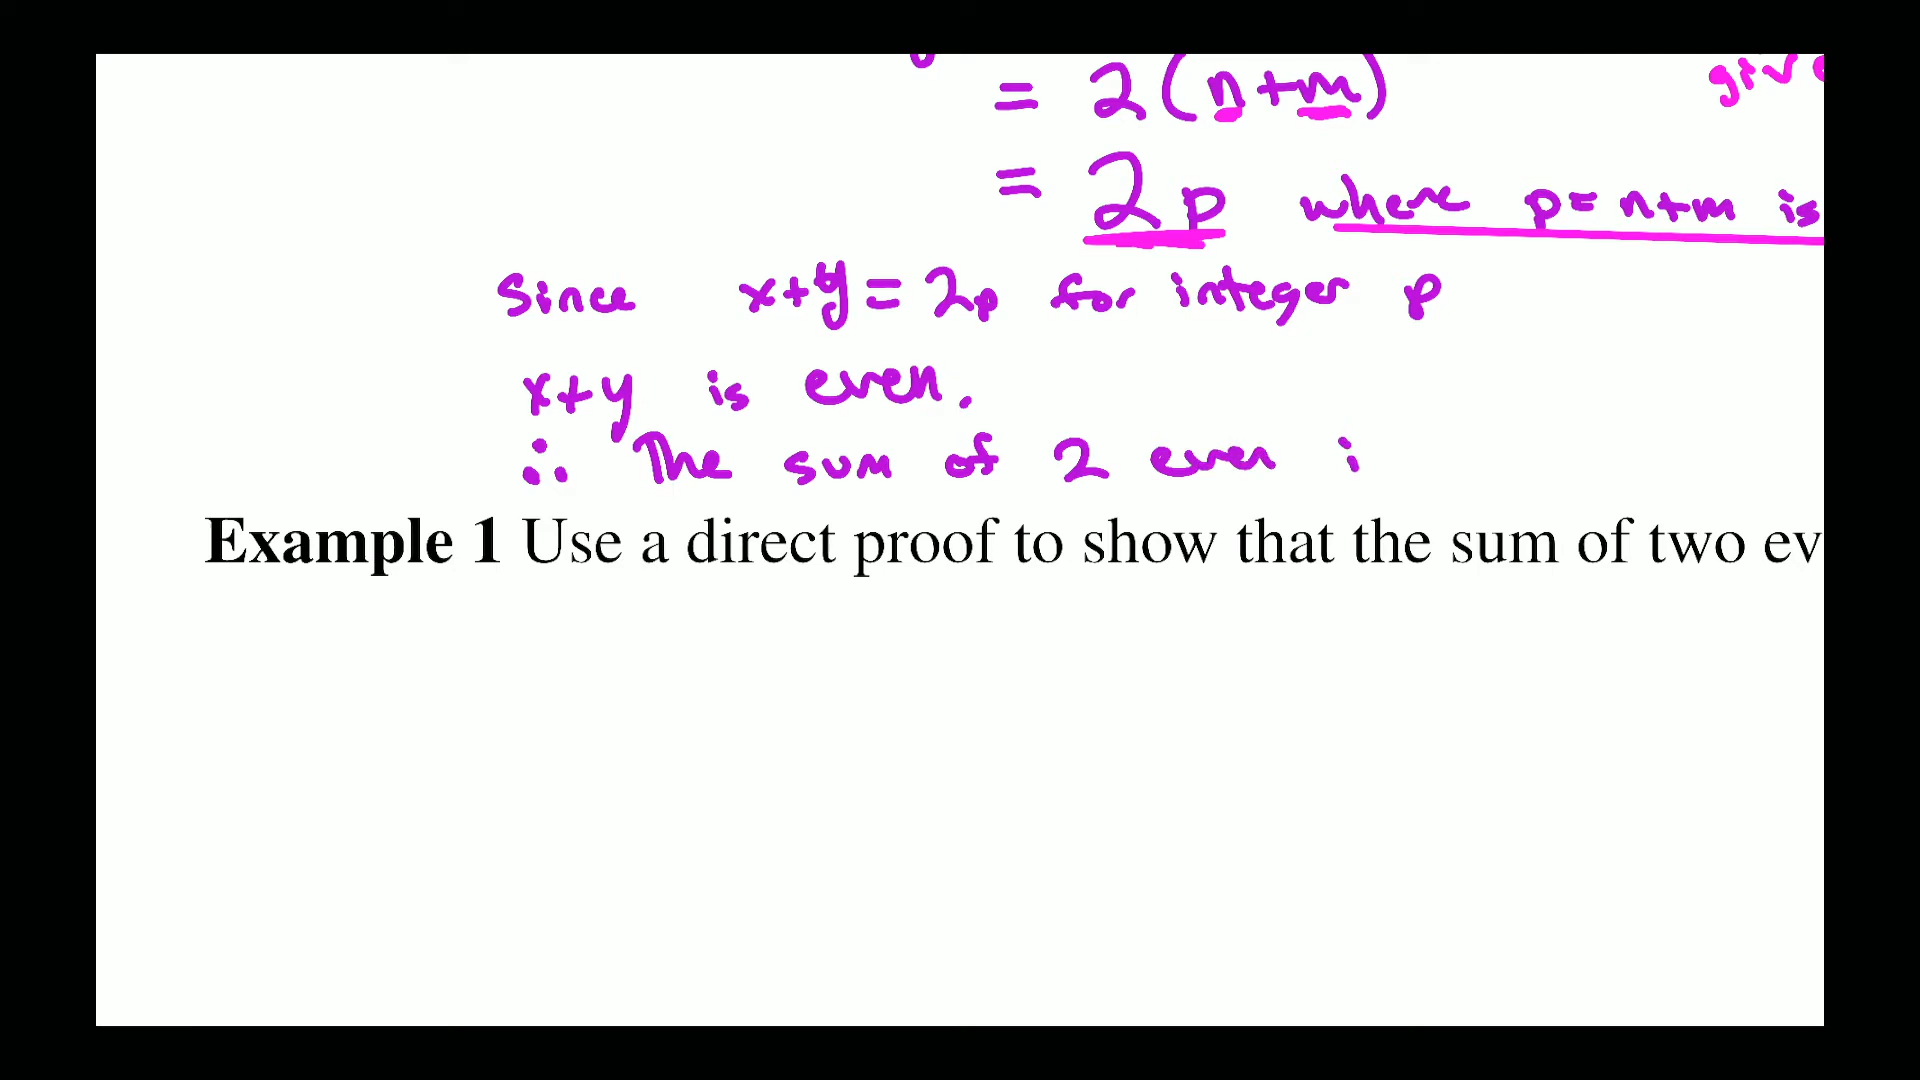 = 2(n+m)
= 2p where p=n+m is
Since x+y=2p for integer p
x+y is even.
∴ The sum of 2 even i
Example 1 Use a direct proof to show that the sum of two ev